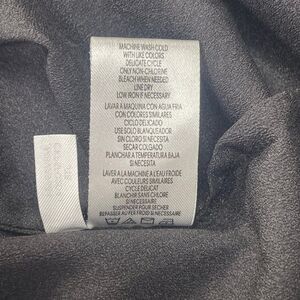 MACHINE WASH COLD
WITH LIKE COLORS
DELICATE CYCLE
ONLY NON-CHLORINE
BLEACH WHEN NEEDED
LINE DRY
LOW IRON IF NECESSARY
LAVAR A MAQUINA CON AGUA FRIA
CON COLORES SIMILARES
CICLO DELICADO
USE SOLO BLANQUEADOR
SIN CLORO SI NECESITA
SECAR COLGADO
PLANCHAR A TEMPERATURA BAJA
SI NECESITA
LAVER A LA MACHINE A L'EAU FROIDE
AVEC COULEURS SIMILAIRES
CYCLE DELICAT
BLANCHIR SANS CHLORE
SI NECESSAIRE
SUSPENDRE POUR SECHER
REPASSER AU FER FROID SI NECESSAIRE